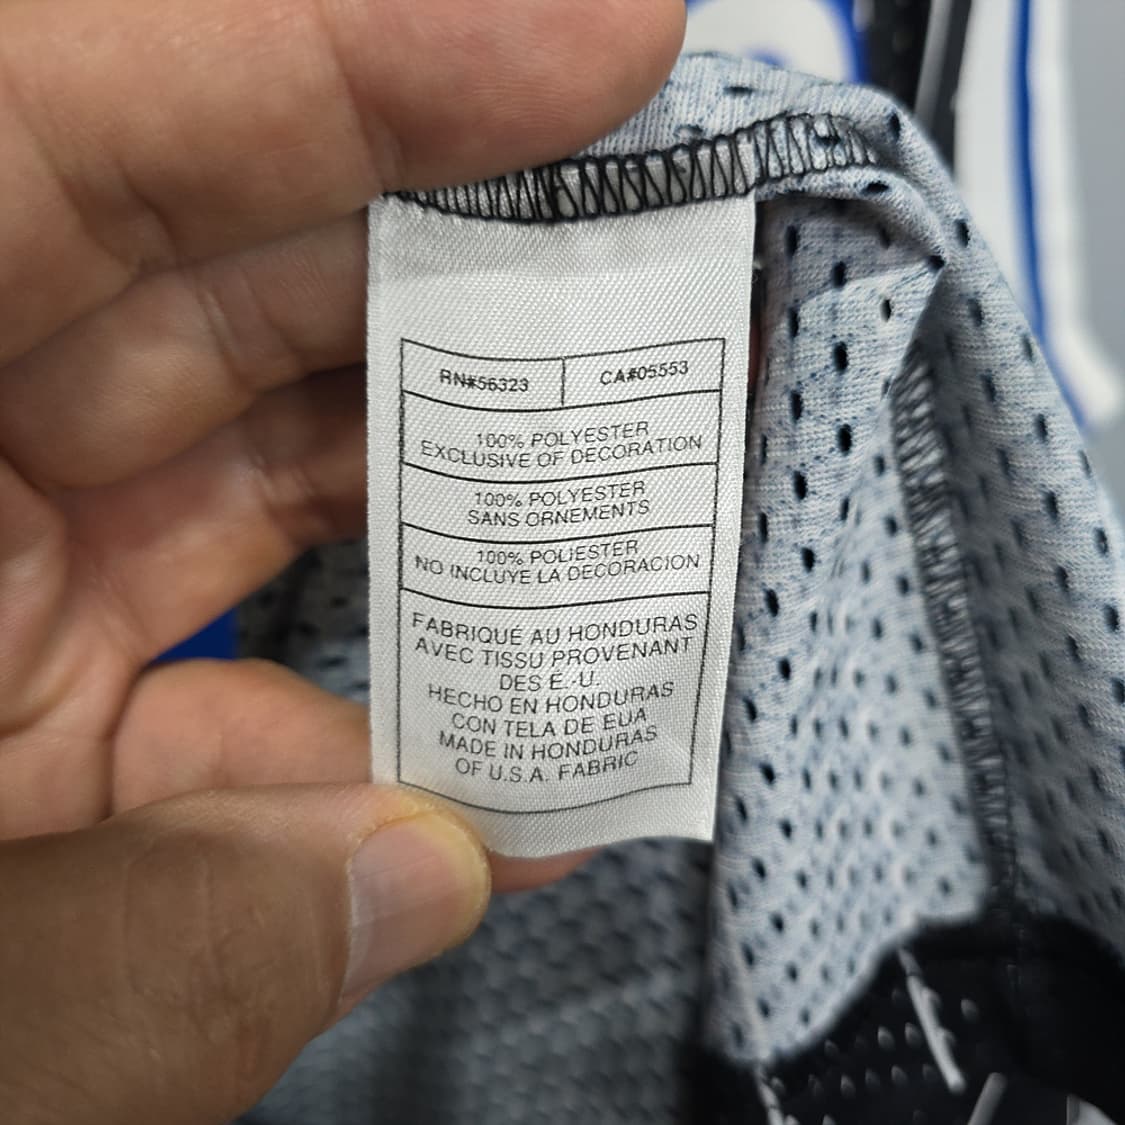 RN#56323 CA#05553
100% POLYESTER
EXCLUSIVE OF DECORATION
100% POLYESTER
SANS ORNEMENTS
100% POLIESTER
NO INCLUYE LA DECORACION
FABRIQUÉ AU HONDURAS
AVEC TISSU PROVENANT
DES É.-U.
HECHO EN HONDURAS
CON TELA DE EUA
MADE IN HONDURAS
OF U.S.A. FABRIC